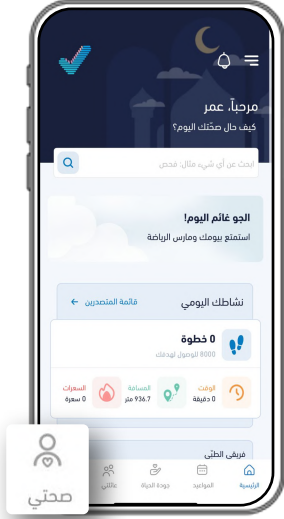 مرحباً، عمر
كيف حال صحّتك اليوم؟
ابحث عن أي شيء مثال: فحص
الجو غائم اليوم!
استمتع بيومك ومارس الرياضة
نشاطك اليومي
قائمة المتصدرين
0 خطوة
8000 للوصول لهدفك
الوقت
0 دقيقة
المسافة
936.7 متر
السعرات
0 سعرة
فريقي الطبّي
الرئيسية
المواعيد
جودة الحياة
عائلتي
صحتي